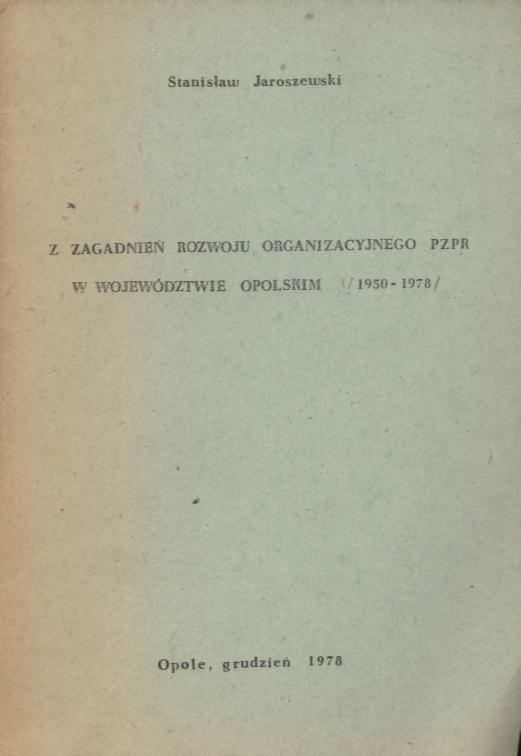 Stanisław Jaroszewski
Z ZAGADNIEŃ ROZWOJU ORGANIZACYJNEGO PZPR
W WOJEWÓDZTWIE OPOLSKIM /1950-1978/
Opole, grudzień 1978